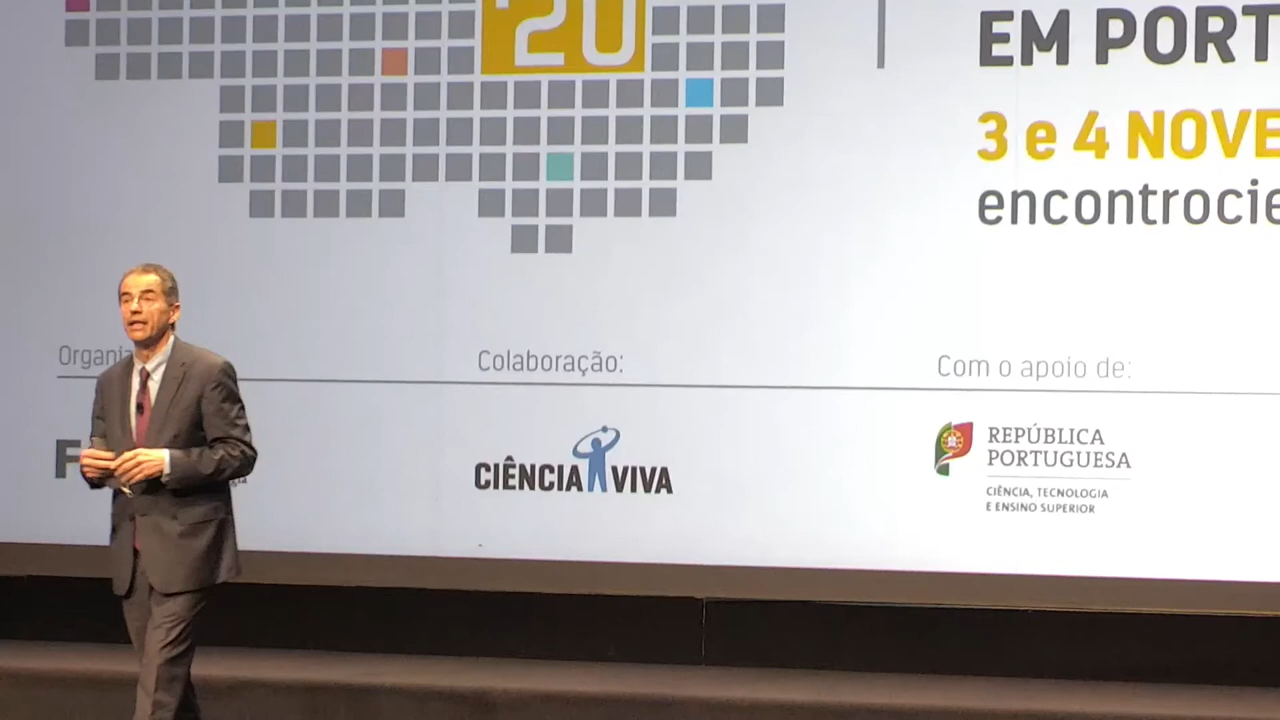 '20
EM PORT
3 e 4 NOVE
encontrocie
Organiza
Colaboração:
Com o apoio de:
F
CIÊNCIA VIVA
REPÚBLICA
PORTUGUESA
CIÊNCIA, TECNOLOGIA
E ENSINO SUPERIOR